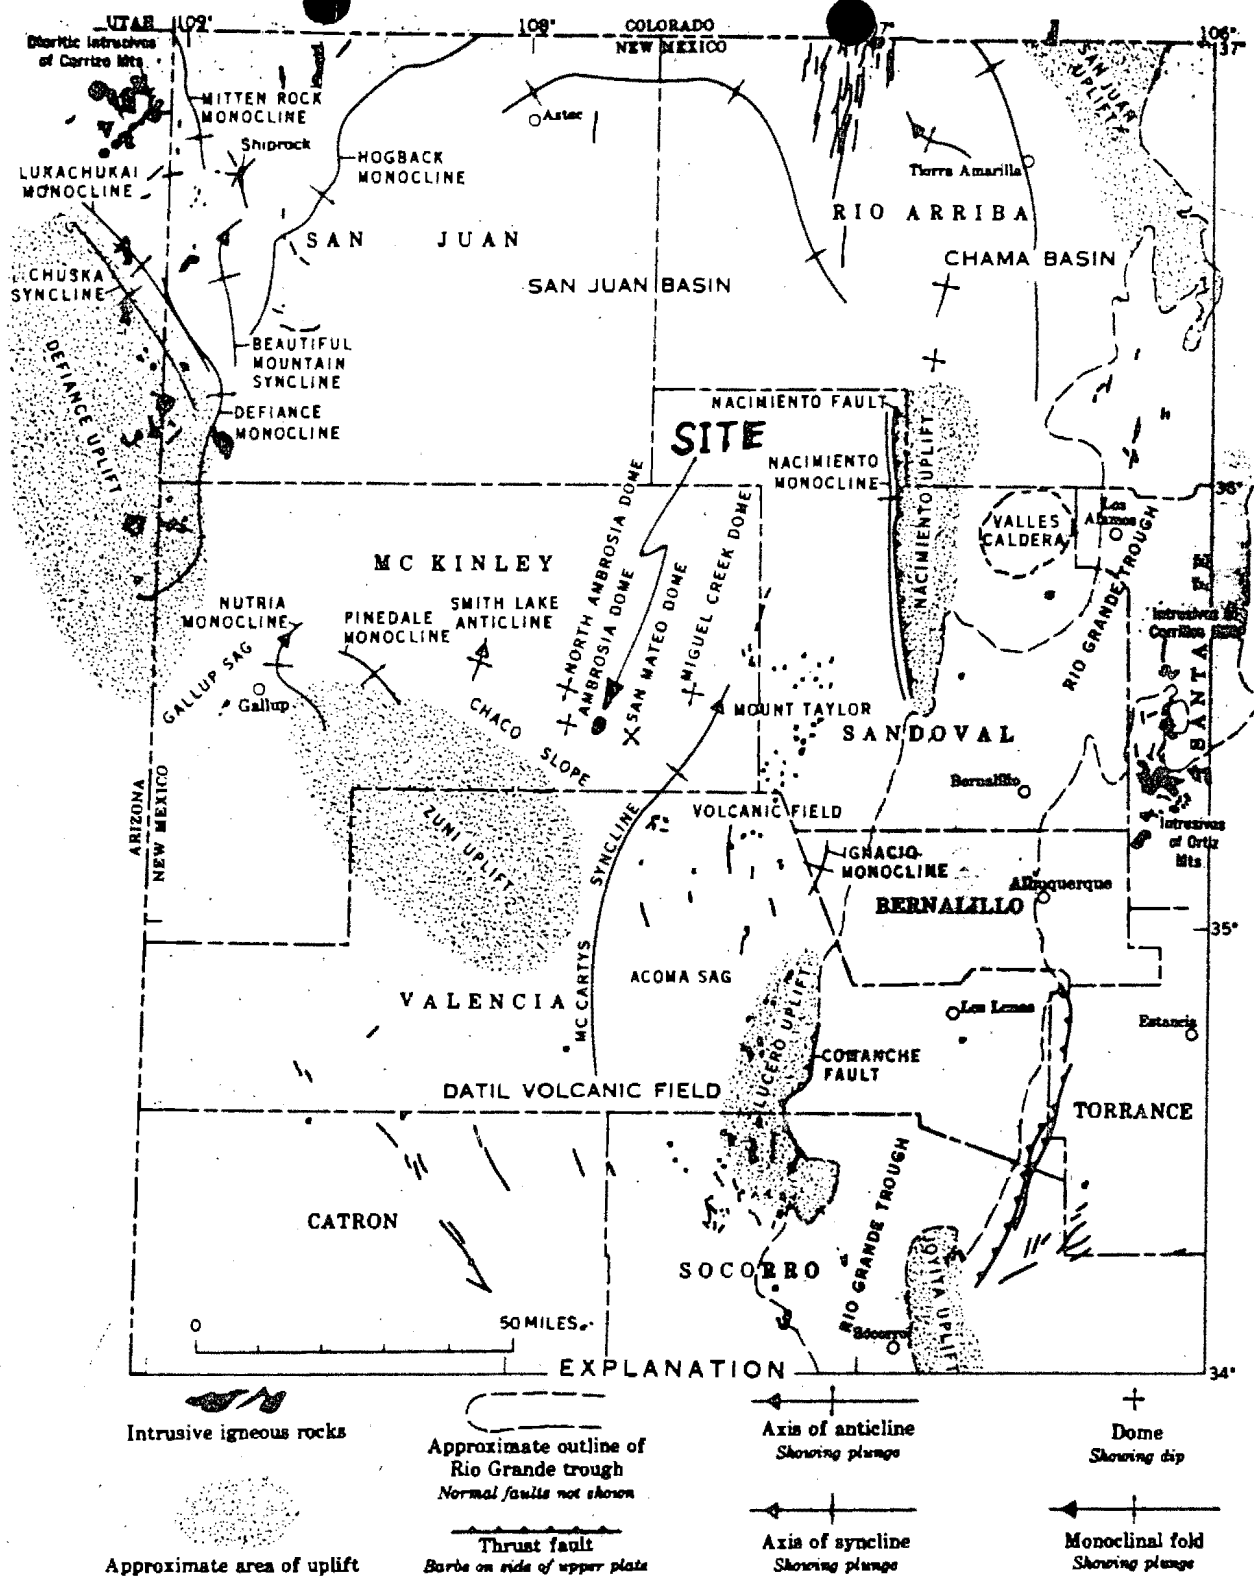 UTAH
109°
108°
COLORADO
NEW MEXICO
7°
106°
37°
Dioritic intrusives
of Carrizo Mts
MITTEN ROCK
MONOCLINE
Shiprock
LUKACHUKAI
MONOCLINE
HOGBACK
MONOCLINE
Aztec
SAN JUAN
UPLIFT
Tierra Amarilla
RIO ARRIBA
SAN JUAN
CHAMA BASIN
CHUSKA
SYNCLINE
SAN JUAN BASIN
BEAUTIFUL
MOUNTAIN
SYNCLINE
DEFIANCE UPLIFT
DEFIANCE
MONOCLINE
NACIMIENTO FAULT
SITE
NACIMIENTO
MONOCLINE
NACIMIENTO UPLIFT
36°
VALLES
CALDERA
Los
Alamos
MC KINLEY
NORTH AMBROSIA DOME
AMBROSIA DOME
SAN MATEO DOME
MIGUEL CREEK DOME
NUTRIA
MONOCLINE
PINEDALE
MONOCLINE
SMITH LAKE
ANTICLINE
RIO GRANDE TROUGH
Intrusives of
Cerrillos
SANTA FE
GALLUP SAG
Gallup
CHACO
SLOPE
MOUNT TAYLOR
SANDOVAL
Bernalillo
ARIZONA
NEW MEXICO
ZUNI UPLIFT
VOLCANIC FIELD
MC CARTYS
SYNCLINE
IGNACIO
MONOCLINE
Intrusives
of Ortiz
Mts.
Albuquerque
BERNALILLO
35°
ACOMA SAG
VALENCIA
LUCERO UPLIFT
Los Lunas
Estancia
COMANCHE
FAULT
DATIL VOLCANIC FIELD
TORRANCE
CATRON
SOCORRO
RIO GRANDE TROUGH
JOYITA UPLIFT
Socorro
0
50 MILES
34°
EXPLANATION
Intrusive igneous rocks
Approximate area of uplift
Approximate outline of
Rio Grande trough
Normal faults not shown
Thrust fault
Barbs on side of upper plate
Axis of anticline
Showing plunge
Axis of syncline
Showing plunge
Dome
Showing dip
Monoclinal fold
Showing plunge